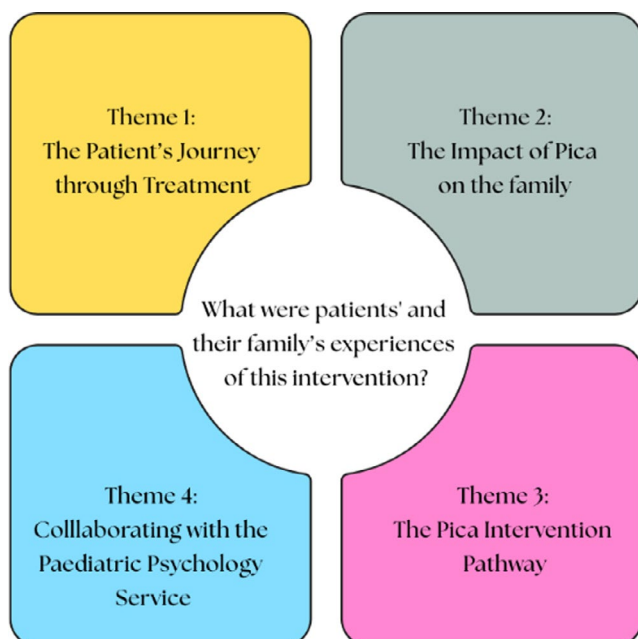 Theme 1:
The Patient's Journey
through Treatment
Theme 2:
The Impact of Pica
on the family
What were patients' and
their family's experiences
of this intervention?
Theme 4:
Colllaborating with the
Paediatric Psychology
Service
Theme 3:
The Pica Intervention
Pathway